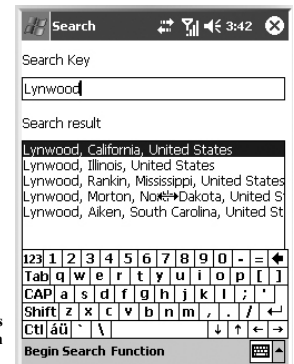 Search 3:42
Search Key
Lynwood
Search result
Lynwood, California, United States
Lynwood, Illinois, United States
Lynwood, Rankin, Mississippi, United States
Lynwood, Morton, North Dakota, United S
Lynwood, Aiken, South Carolina, United St
123 1 2 3 4 5 6 7 8 9 0 - =
Tab q w e r t y u i o p [ ]
CAP a s d f g h j k l ; '
Shift z x c v b n m , . /
Ctl áü ` \ ↓ ↑ ← →
Begin Search Function